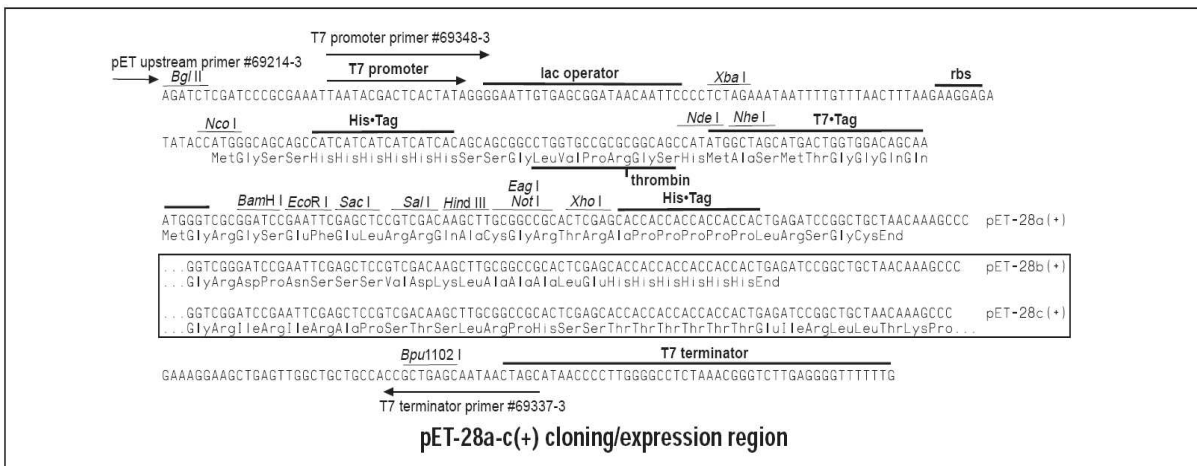 T7 promoter primer #69348-3
pET upstream primer #69214-3
Bgl II
T7 promoter
lac operator
Xba I
rbs
AGATCTCGATCCCGCGAAATTAATACGACTCACTATAGGGGAATTGTGAGCGGATAACAATTCCCCTCTAGAAATAATTTTGTTTAACTTTAAGAAGGAGA
Nco I
His•Tag
Nde I
Nhe I
T7•Tag
TATACCATGGGCAGCAGCCATCATCATCATCATCACAGCAGCGGCCTGGTGCCGCGCGGCAGCCATATGGCTAGCATGACTGGTGGACAGCAA
MetGlySerSerHisHisHisHisHisHisSerSerGlyLeuValProArgGlySerHisMetAlaSerMetThrGlyGlyGlnGln
thrombin
BamH I
EcoR I
Sac I
Sal I
Hind III
Eag I
Not I
Xho I
His•Tag
ATGGGTCGCGGATCCGAATTCGAGCTCCGTCGACAAGCTTGCGGCCGCACTCGAGCACCACCACCACCACCACTGAGATCCGGCTGCTAACAAAGCCC pET-28a(+)
MetGlyArgGlySerGluPheGluLeuArgArgGlnAlaCysGlyArgThrArgAlaProProProProProLeuArgSerGlyCysEnd
...GGTCGGGATCCGAATTCGAGCTCCGTCGACAAGCTTGCGGCCGCACTCGAGCACCACCACCACCACCACTGAGATCCGGCTGCTAACAAAGCCC pET-28b(+)
...GlyArgAspProAsnSerSerSerValAspLysLeuAlaAlaAlaLeuGluHisHisHisHisHisHisEnd
...GGTCGGATCCGAATTCGAGCTCCGTCGACAAGCTTGCGGCCGCACTCGAGCACCACCACCACCACCACTGAGATCCGGCTGCTAACAAAGCCC pET-28c(+)
...GlyArgIleArgIleArgAlaProSerThrSerLeuArgProHisSerSerThrThrThrThrThrThrGluIleArgLeuLeuThrLysPro...
Bpu1102 I
T7 terminator
GAAAGGAAGCTGAGTTGGCTGCTGCCACCGCTGAGCAATAACTAGCATAACCCCTTGGGGCCTCTAAACGGGTCTTGAGGGGTTTTTTG
T7 terminator primer #69337-3
pET-28a-c(+) cloning/expression region